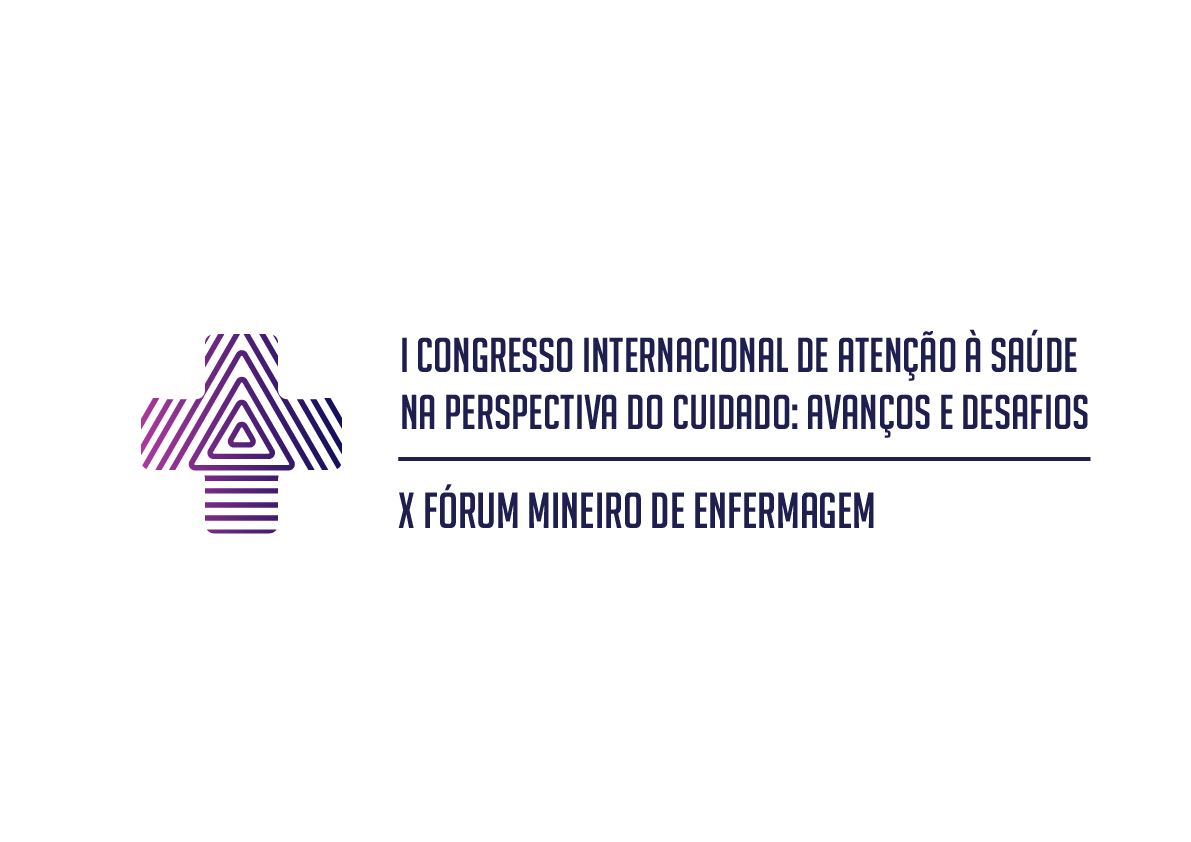 I CONGRESSO INTERNACIONAL DE ATENÇÃO À SAÚDE
NA PERSPECTIVA DO CUIDADO: AVANÇOS E DESAFIOS
X FÓRUM MINEIRO DE ENFERMAGEM